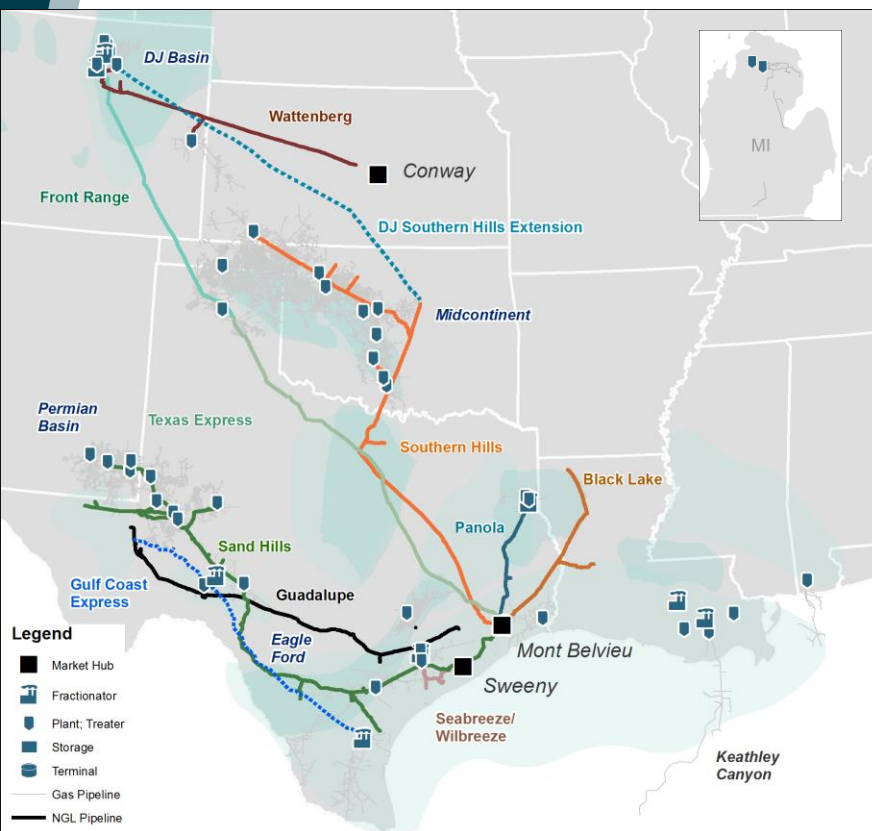 DJ Basin
MI
Wattenberg
Conway
Front Range
DJ Southern Hills Extension
Midcontinent
Permian
Basin
Texas Express
Southern Hills
Black Lake
Panola
Sand Hills
Gulf Coast
Express
Guadalupe
Legend
Eagle
Ford
Mont Belvieu
Market Hub
Sweeny
Fractionator
Seabreeze/
Wilbreeze
Plant; Treater
Storage
Keathley
Canyon
Terminal
Gas Pipeline
NGL Pipeline